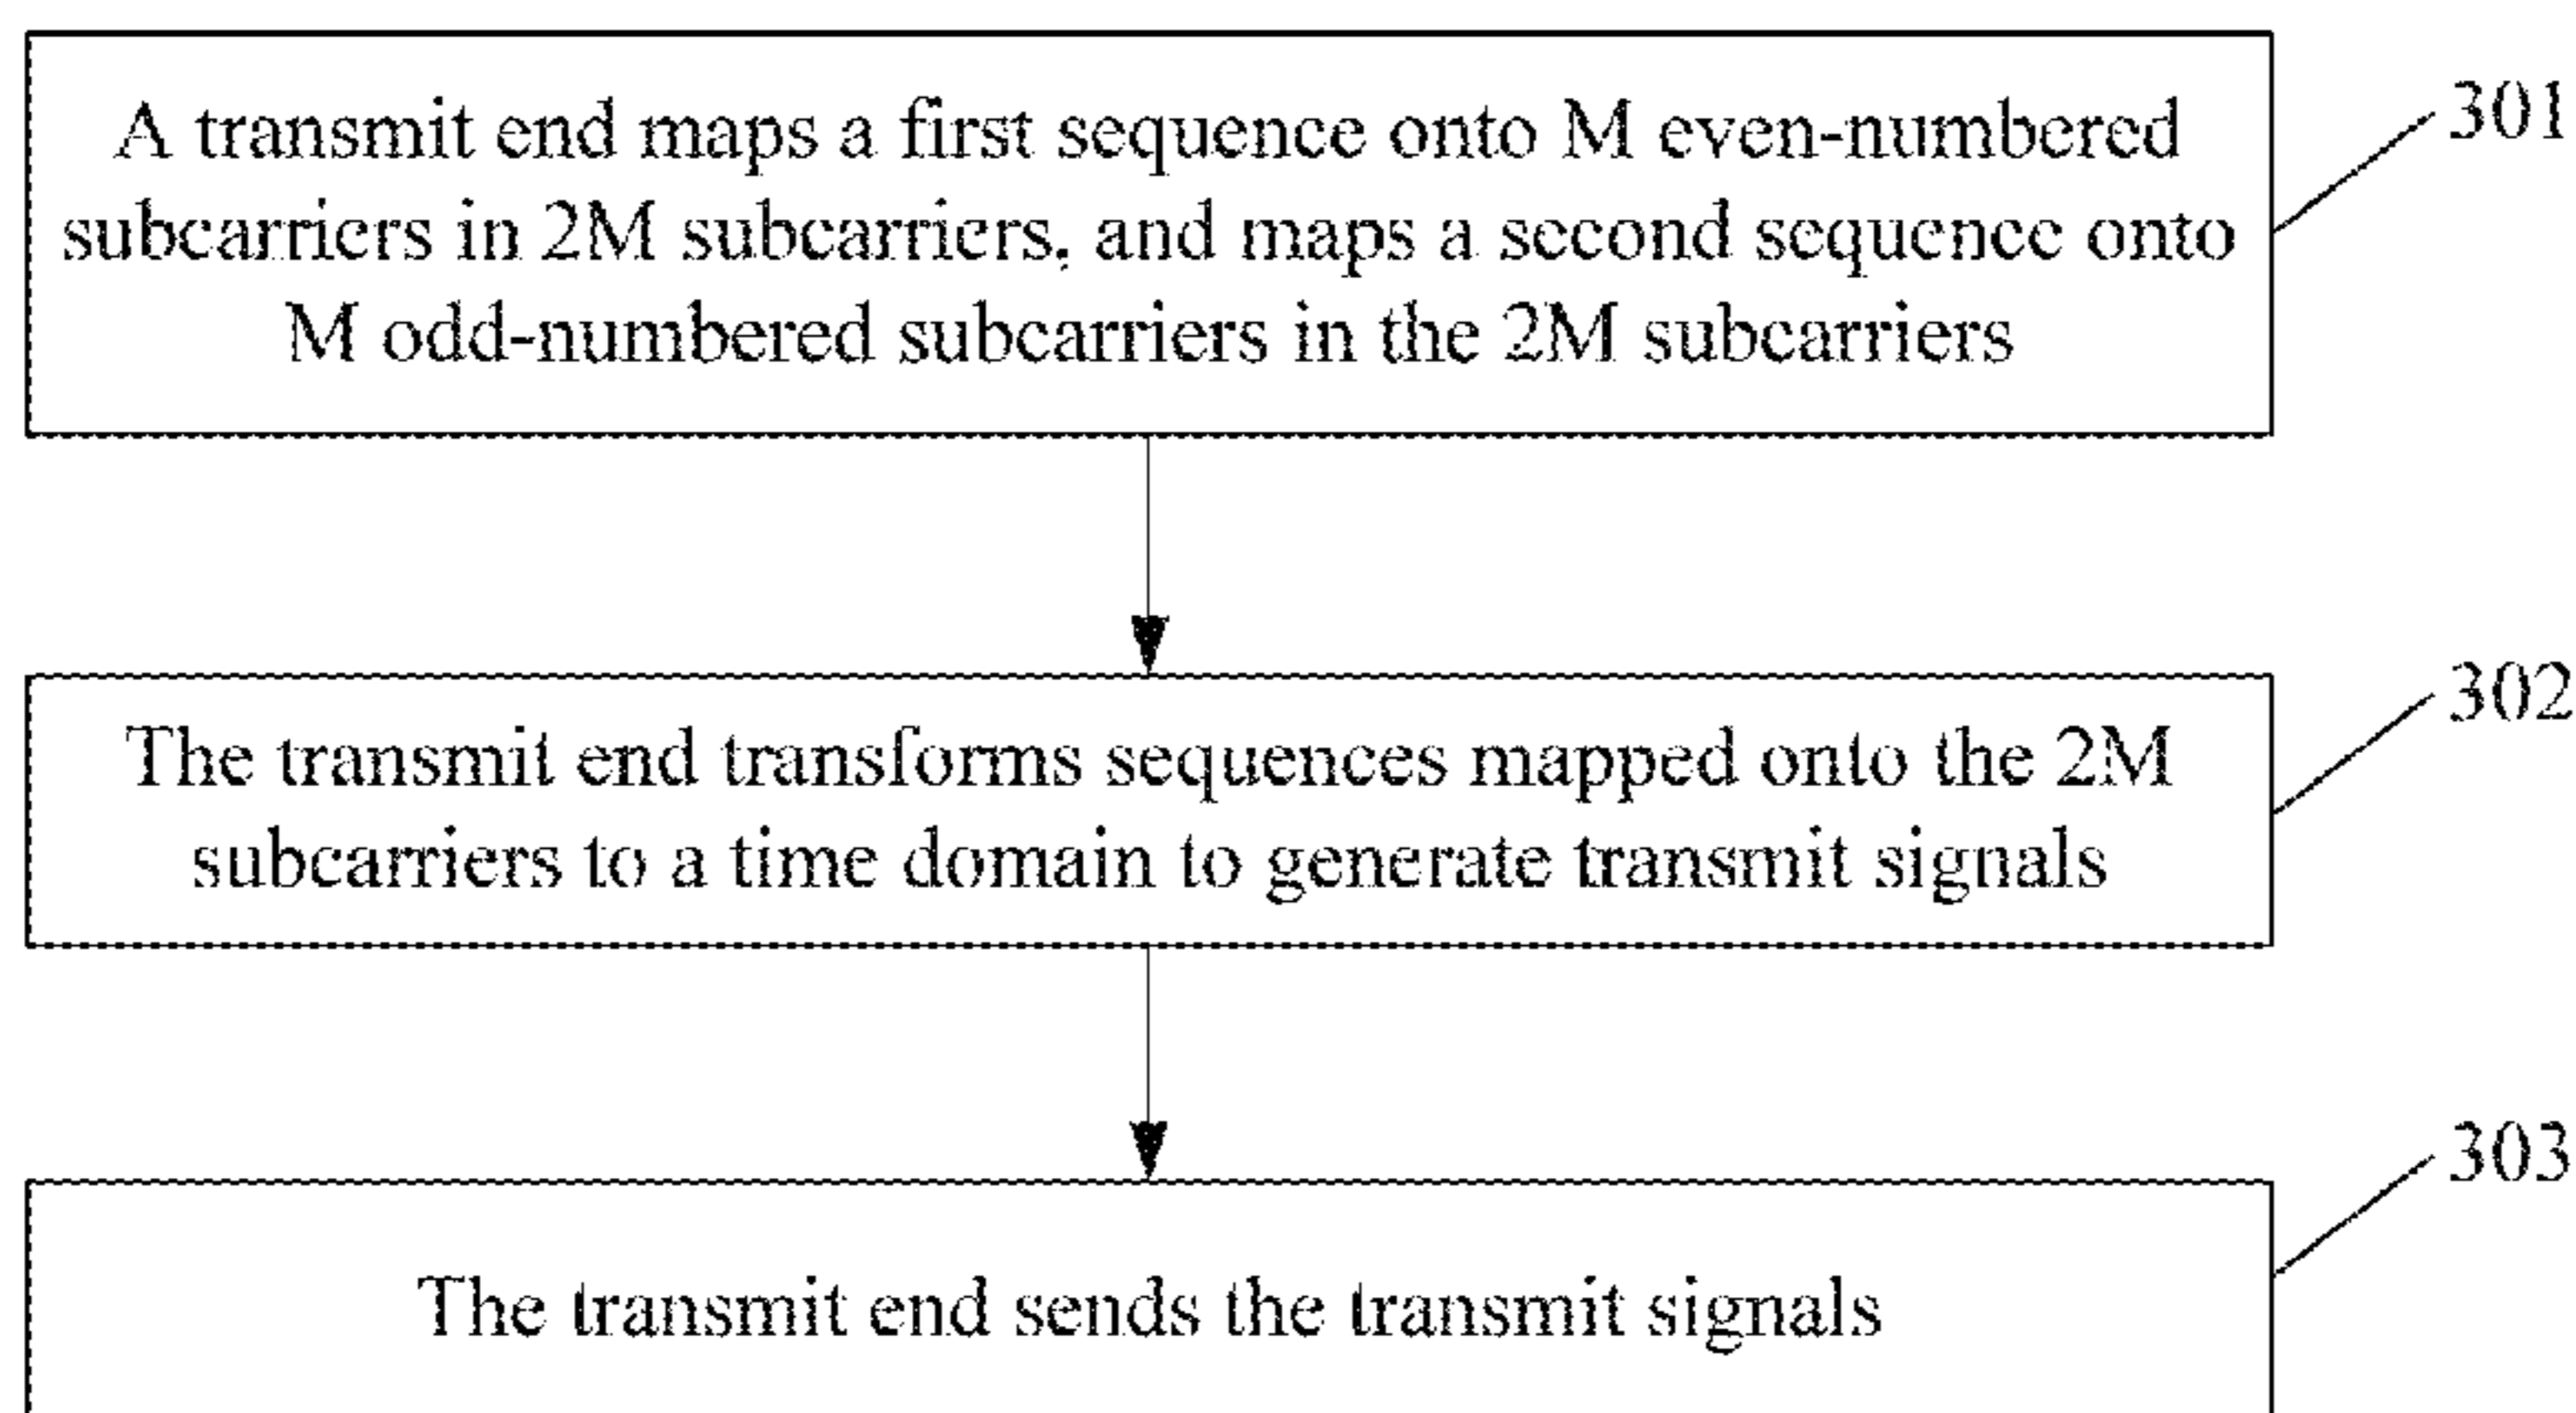 A transmit end maps a first sequence onto M even-numbered
subcarriers in 2M subcarriers, and maps a second sequence onto
M odd-numbered subcarriers in the 2M subcarriers
301
The transmit end transforms sequences mapped onto the 2M
subcarriers to a time domain to generate transmit signals
302
The transmit end sends the transmit signals
303